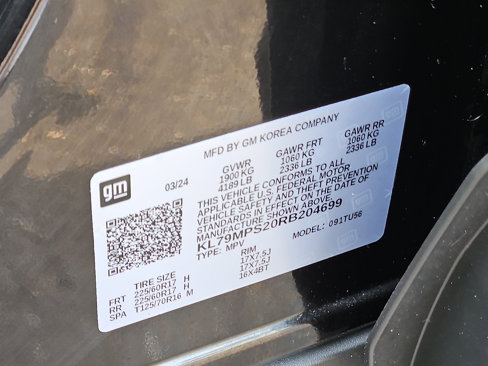 MFD BY GM KOREA COMPANY
gm
03/24
GVWR GAWR FRT GAWR RR
1900 KG 1060 KG 1060 KG
4189 LB 2336 LB 2336 LB
THIS VEHICLE CONFORMS TO ALL
APPLICABLE U.S. FEDERAL MOTOR
VEHICLE SAFETY AND THEFT PREVENTION
STANDARDS IN EFFECT ON THE DATE OF
MANUFACTURE SHOWN ABOVE.
KL79MPS20RB204699
TYPE: MPV MODEL: 091TU56
TIRE SIZE RIM
FRT 225/60R17 H 17X7.5J
RR 225/60R17 H 17X7.5J
SPA T125/70R16 M 16X4BT